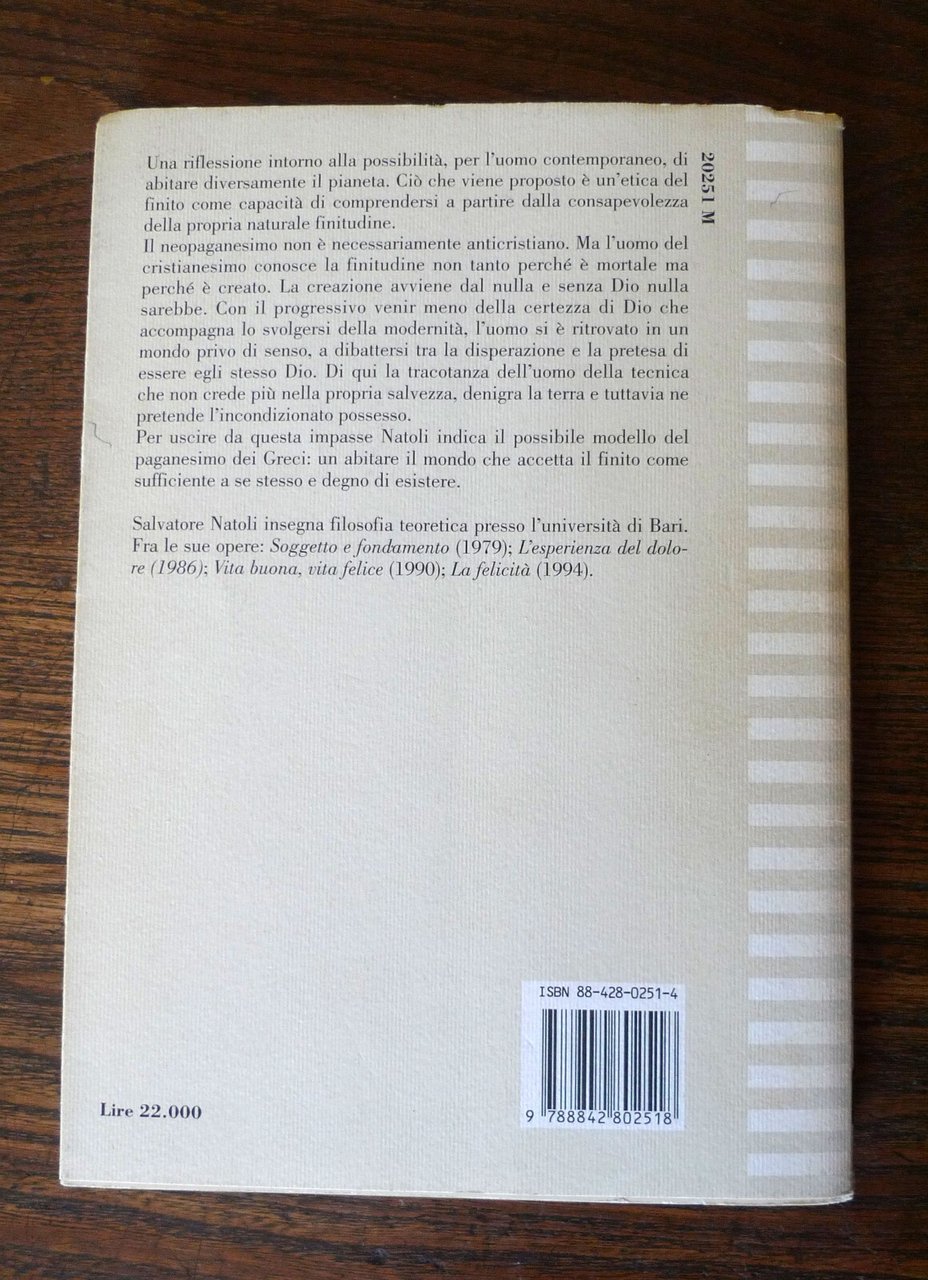 Una riflessione intorno alla possibilità, per l'uomo contemporaneo, di
abitare diversamente il pianeta. Ciò che viene proposto è un'etica del
finito come capacità di comprendersi a partire dalla consapevolezza
della propria naturale finitudine.
Il neopaganesimo non è necessariamente anticristiano. Ma l'uomo del
cristianesimo conosce la finitudine non tanto perché è mortale ma
perché è creato. La creazione avviene dal nulla e senza Dio nulla
sarebbe. Con il progressivo venir meno della certezza di Dio che
accompagna lo svolgersi della modernità, l'uomo si è ritrovato in un
mondo privo di senso, a dibattersi tra la disperazione e la pretesa di
essere egli stesso Dio. Di qui la tracotanza dell'uomo della tecnica
che non crede più nella propria salvezza, denigra la terra e tuttavia ne
pretende l'incondizionato possesso.
Per uscire da questa impasse Natoli indica il possibile modello del
paganesimo dei Greci: un abitare il mondo che accetta il finito come
sufficiente a se stesso e degno di esistere.
Salvatore Natoli insegna filosofia teoretica presso l'università di Bari.
Fra le sue opere: Soggetto e fondamento (1979); L'esperienza del dolo-
re (1986); Vita buona, vita felice (1990); La felicità (1994).
20251 M
ISBN 88-428-0251-4
9 788842 802518
Lire 22.000